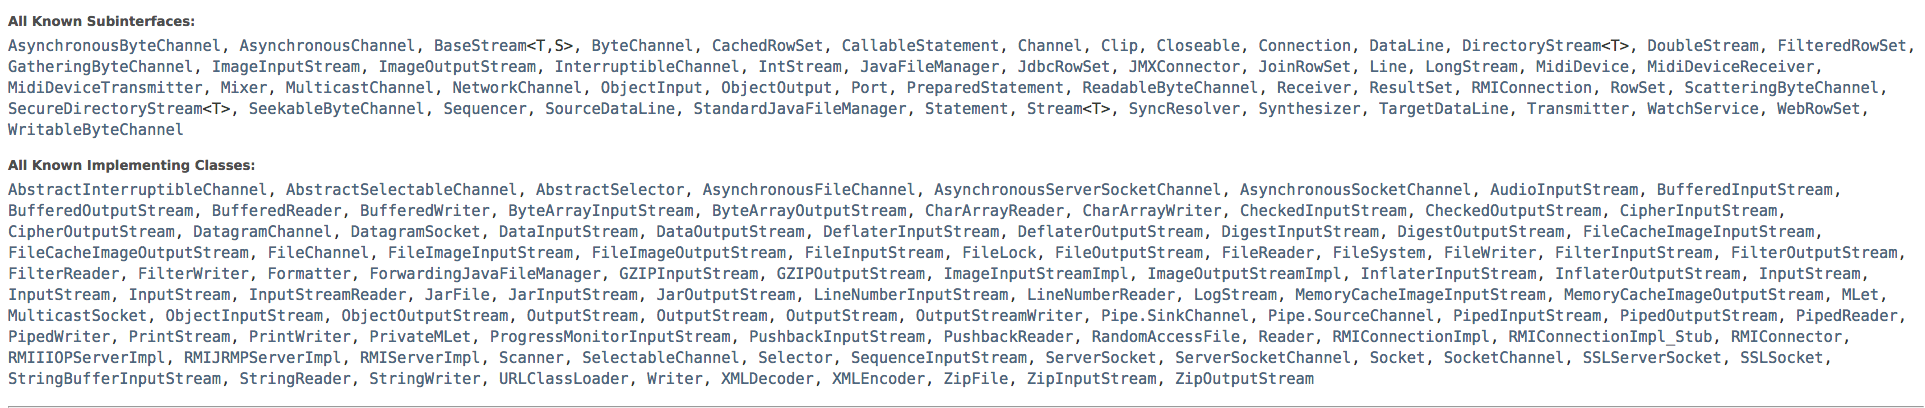 All Known Subinterfaces:
AsynchronousByteChannel, AsynchronousChannel, BaseStream<T,S>, ByteChannel, CachedRowSet, CallableStatement, Channel, Clip, Closeable, Connection, DataLine, DirectoryStream<T>, DoubleStream, FilteredRowSet,
GatheringByteChannel, ImageInputStream, ImageOutputStream, InterruptibleChannel, IntStream, JavaFileManager, JdbcRowSet, JMXConnector, JoinRowSet, Line, LongStream, MidiDevice, MidiDeviceReceiver,
MidiDeviceTransmitter, Mixer, MulticastChannel, NetworkChannel, ObjectInput, ObjectOutput, Port, PreparedStatement, ReadableByteChannel, Receiver, ResultSet, RMIConnection, RowSet, ScatteringByteChannel,
SecureDirectoryStream<T>, SeekableByteChannel, Sequencer, SourceDataLine, StandardJavaFileManager, Statement, Stream<T>, SyncResolver, Synthesizer, TargetDataLine, Transmitter, WatchService, WebRowSet,
WritableByteChannel
All Known Implementing Classes:
AbstractInterruptibleChannel, AbstractSelectableChannel, AbstractSelector, AsynchronousFileChannel, AsynchronousServerSocketChannel, AsynchronousSocketChannel, AudioInputStream, BufferedInputStream,
BufferedOutputStream, BufferedReader, BufferedWriter, ByteArrayInputStream, ByteArrayOutputStream, CharArrayReader, CharArrayWriter, CheckedInputStream, CheckedOutputStream, CipherInputStream,
CipherOutputStream, DatagramChannel, DatagramSocket, DataInputStream, DataOutputStream, DeflaterInputStream, DeflaterOutputStream, DigestInputStream, DigestOutputStream, FileCacheImageInputStream,
FileCacheImageOutputStream, FileChannel, FileImageInputStream, FileImageOutputStream, FileInputStream, FileLock, FileOutputStream, FileReader, FileSystem, FileWriter, FilterInputStream, FilterOutputStream,
FilterReader, FilterWriter, Formatter, ForwardingJavaFileManager, GZIPInputStream, GZIPOutputStream, ImageInputStreamImpl, ImageOutputStreamImpl, InflaterInputStream, InflaterOutputStream, InputStream,
InputStream, InputStream, InputStreamReader, JarFile, JarInputStream, JarOutputStream, LineNumberInputStream, LineNumberReader, LogStream, MemoryCacheImageInputStream, MemoryCacheImageOutputStream, MLet,
MulticastSocket, ObjectInputStream, ObjectOutputStream, OutputStream, OutputStream, OutputStream, OutputStreamWriter, Pipe.SinkChannel, Pipe.SourceChannel, PipedInputStream, PipedOutputStream, PipedReader,
PipedWriter, PrintStream, PrintWriter, PrivateMLet, ProgressMonitorInputStream, PushbackInputStream, PushbackReader, RandomAccessFile, Reader, RMIConnectionImpl, RMIConnectionImpl_Stub, RMIConnector,
RMIIIOPServerImpl, RMIJRMPServerImpl, RMIServerImpl, Scanner, SelectableChannel, Selector, SequenceInputStream, ServerSocket, ServerSocketChannel, Socket, SocketChannel, SSLServerSocket, SSLSocket,
StringBufferInputStream, StringReader, StringWriter, URLClassLoader, Writer, XMLDecoder, XMLEncoder, ZipFile, ZipInputStream, ZipOutputStream